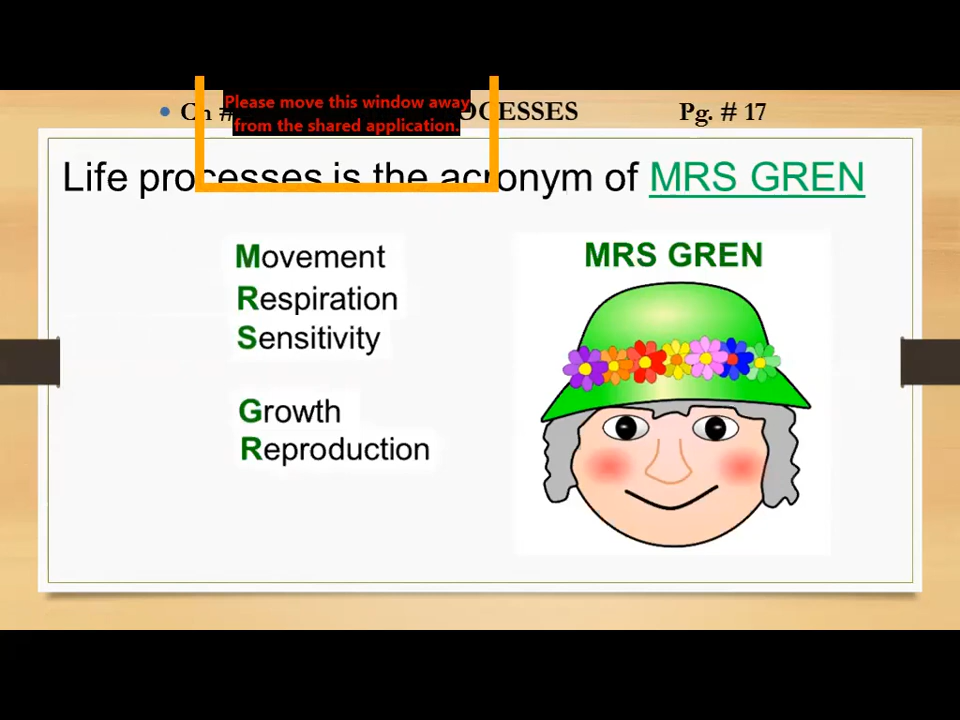 Please move this window away
from the shared application.
Pg. # 17
Life processes is the acronym of MRS GREN
Movement
Respiration
Sensitivity
Growth
Reproduction
MRS GREN